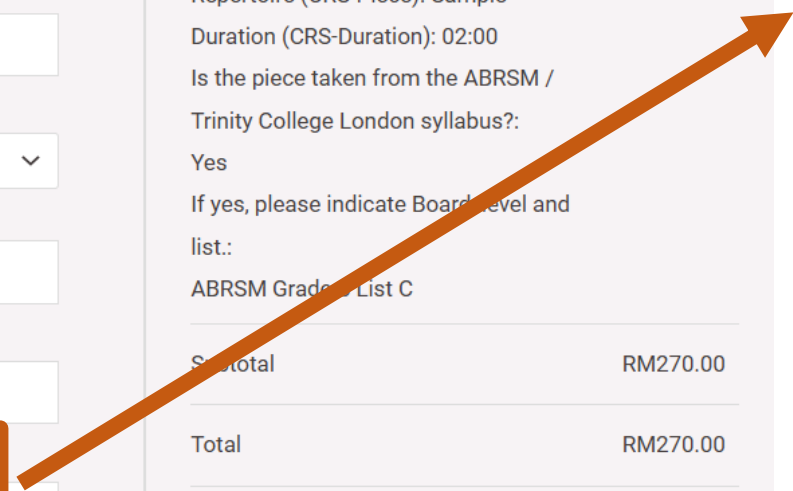 Duration (CRS-Duration): 02:00
Is the piece taken from the ABRSM /
Trinity College London syllabus?:
Yes
If yes, please indicate Board, level and
list.:
ABRSM Grade List C
Subtotal RM270.00
Total RM270.00